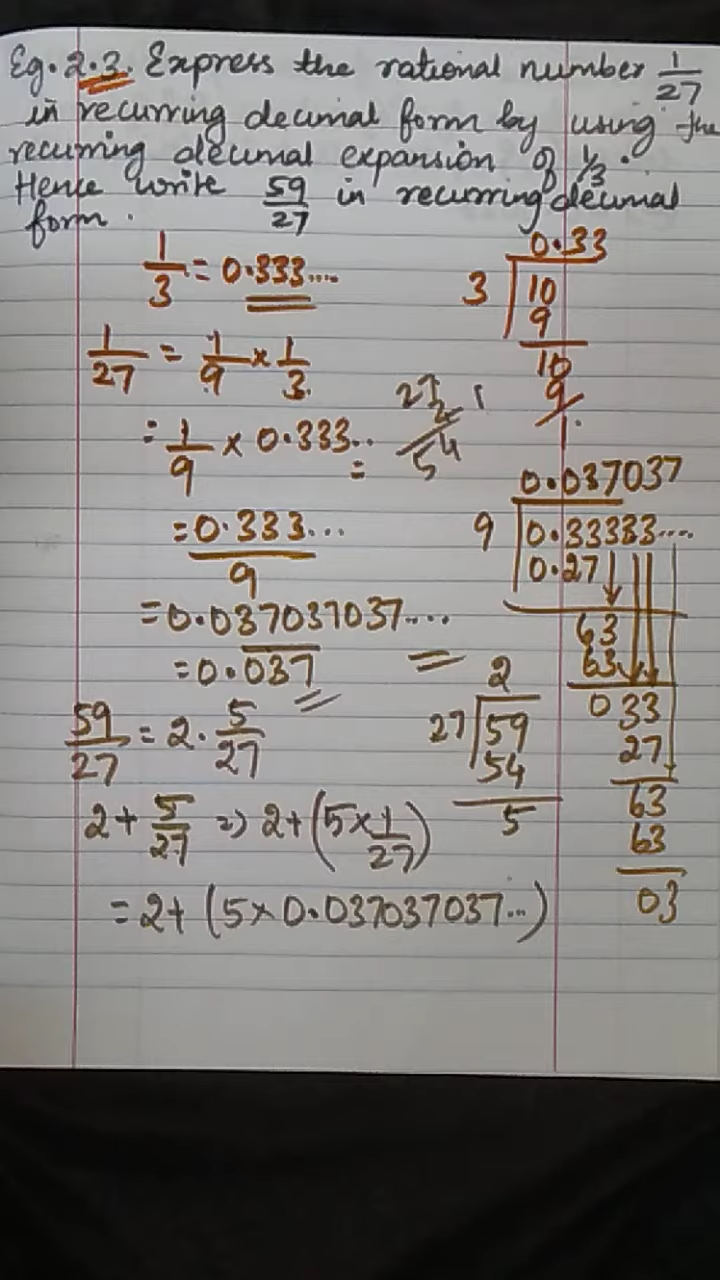 Eg. 2.3. Express the rational number 1/27
in recurring decimal form by using the
recurring decimal expansion of 1/3.
Hence write 59/27 in recurring decimal
form.
1/3 = 0.333....
0.33
3 10
9
10
9
1
1/27 = 1/9 × 1/3
27
2
54
= 1/9 × 0.333..
=
= 0.333... / 9
0.037037
9 0.33333....
0.27
63
63
033
27
63
63
03
= 0.037037037....
= 0.037
59/27 = 2. 5/27
2
27 59
54
5
2 + 5/27 => 2 + (5 × 1/27)
= 2 + (5 × 0.037037037...)